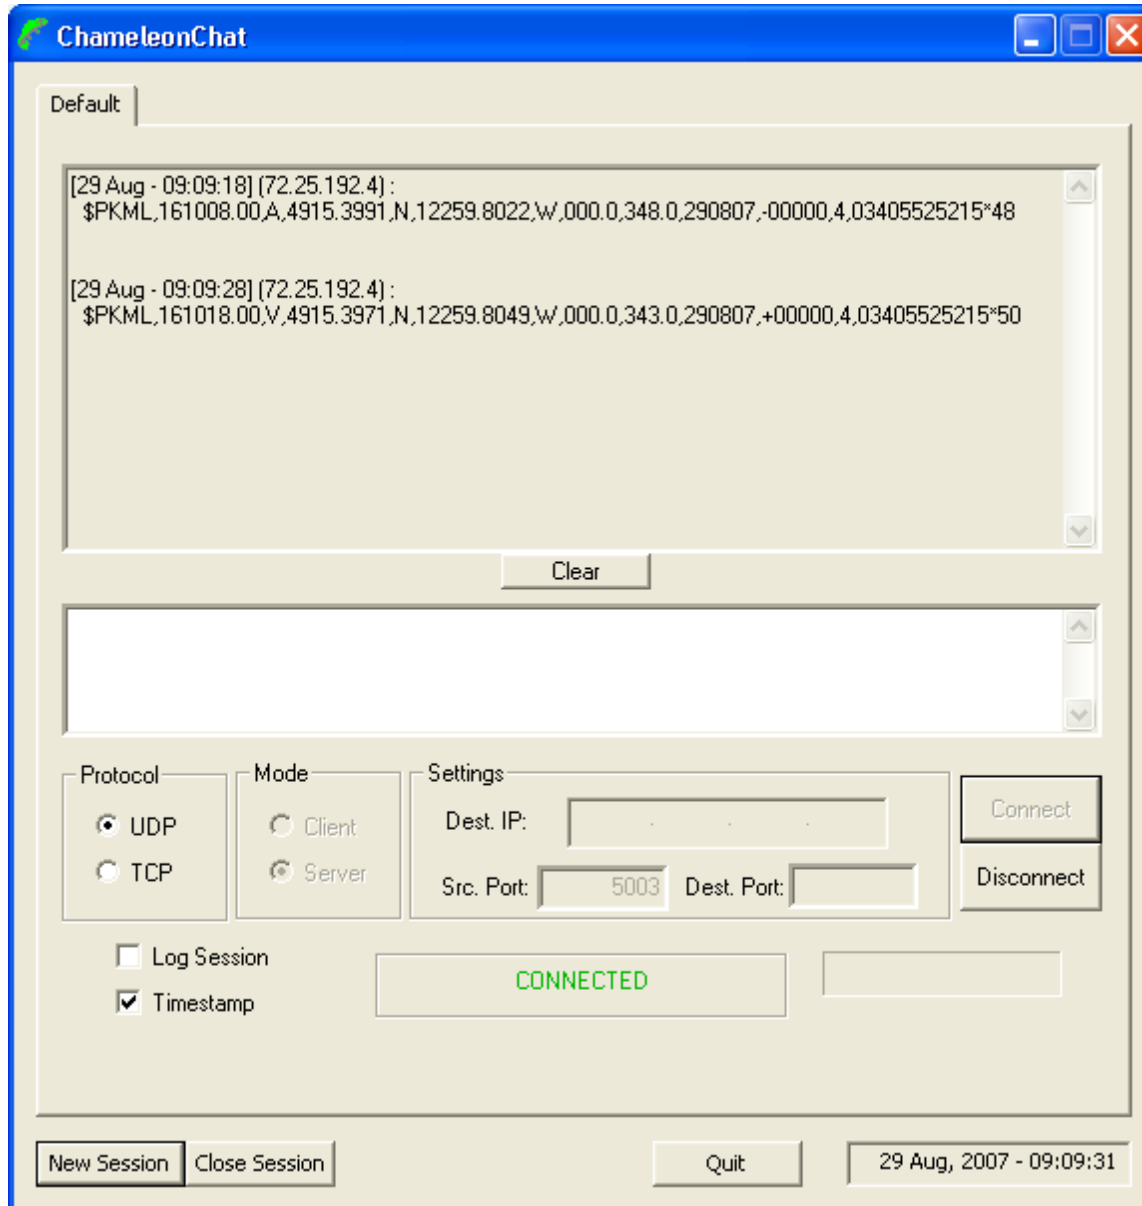 ChameleonChat
Default
[29 Aug - 09:09:18] (72.25.192.4) :
$PKML,161008.00,A,4915.3991,N,12259.8022,W,000.0,348.0,290807,-00000,4,03405525215*48
[29 Aug - 09:09:28] (72.25.192.4) :
$PKML,161018.00,V,4915.3971,N,12259.8049,W,000.0,343.0,290807,+00000,4,03405525215*50
Clear
Protocol
UDP
TCP
Mode
Client
Server
Settings
Dest. IP:
Src. Port: 5003 Dest. Port:
Connect
Disconnect
Log Session
Timestamp
CONNECTED
New Session Close Session Quit 29 Aug, 2007 - 09:09:31